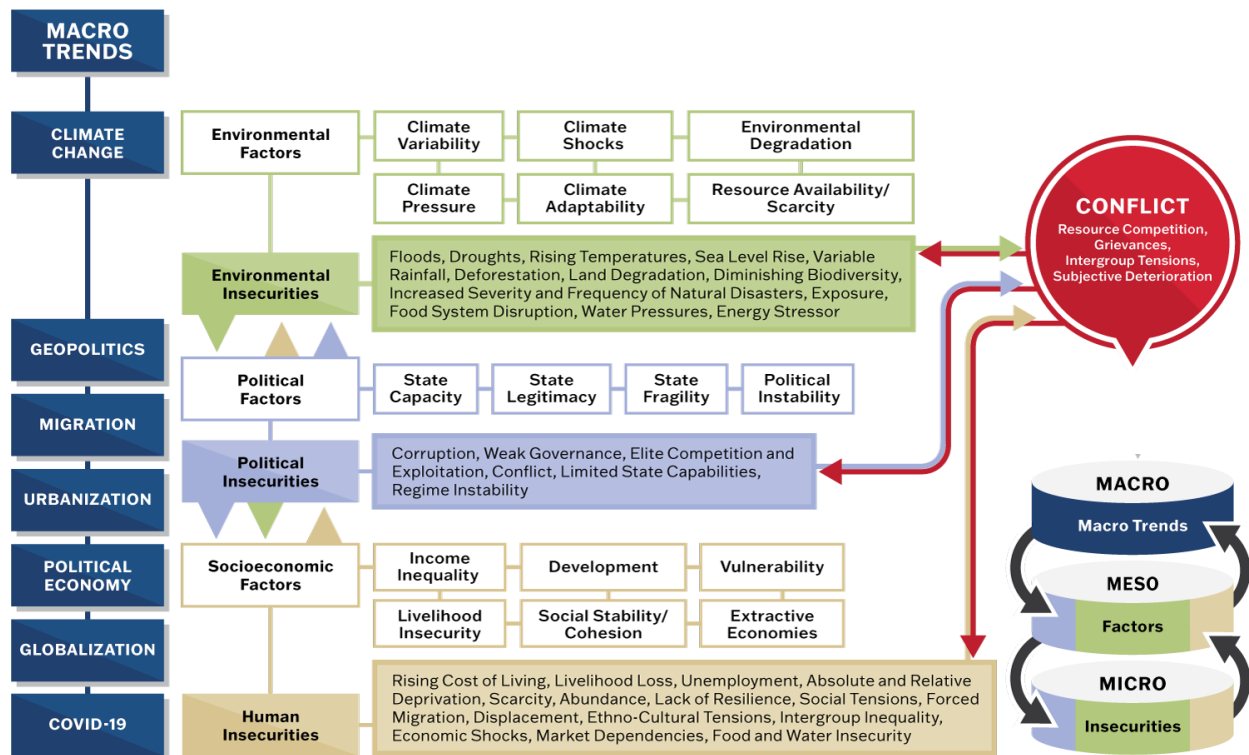 MACRO
TRENDS
CLIMATE
CHANGE
GEOPOLITICS
MIGRATION
URBANIZATION
POLITICAL
ECONOMY
GLOBALIZATION
COVID-19
Environmental
Factors
Climate
Variability
Climate
Shocks
Environmental
Degradation
Climate
Pressure
Climate
Adaptability
Resource Availability/
Scarcity
Environmental
Insecurities
Floods, Droughts, Rising Temperatures, Sea Level Rise, Variable
Rainfall, Deforestation, Land Degradation, Diminishing Biodiversity,
Increased Severity and Frequency of Natural Disasters, Exposure,
Food System Disruption, Water Pressures, Energy Stressor
Political
Factors
State
Capacity
State
Legitimacy
State
Fragility
Political
Instability
Political
Insecurities
Corruption, Weak Governance, Elite Competition and
Exploitation, Conflict, Limited State Capabilities,
Regime Instability
Socioeconomic
Factors
Income
Inequality
Development
Vulnerability
Livelihood
Insecurity
Social Stability/
Cohesion
Extractive
Economies
Human
Insecurities
Rising Cost of Living, Livelihood Loss, Unemployment, Absolute and Relative
Deprivation, Scarcity, Abundance, Lack of Resilience, Social Tensions, Forced
Migration, Displacement, Ethno-Cultural Tensions, Intergroup Inequality,
Economic Shocks, Market Dependencies, Food and Water Insecurity
CONFLICT
Resource Competition,
Grievances,
Intergroup Tensions,
Subjective Deterioration
MACRO
Macro Trends
MESO
Factors
MICRO
Insecurities